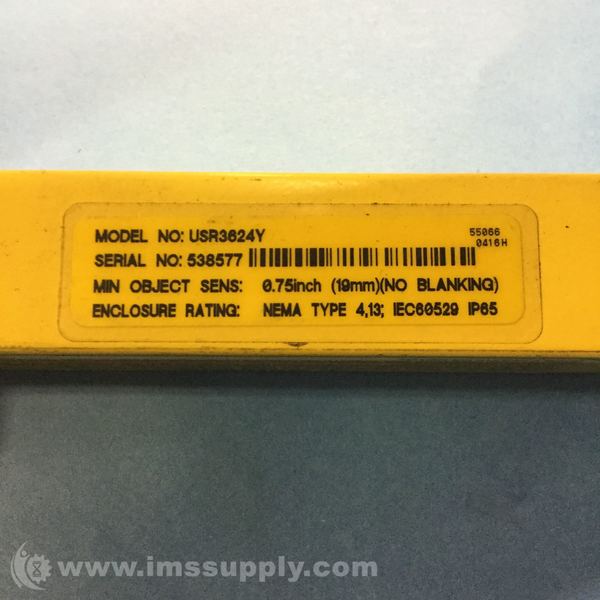 MODEL NO: USR3624Y
55066
0416H
SERIAL NO: 538577
MIN OBJECT SENS: 0.75inch (19mm)(NO BLANKING)
ENCLOSURE RATING: NEMA TYPE 4,13; IEC60529 IP65
www.imssupply.com